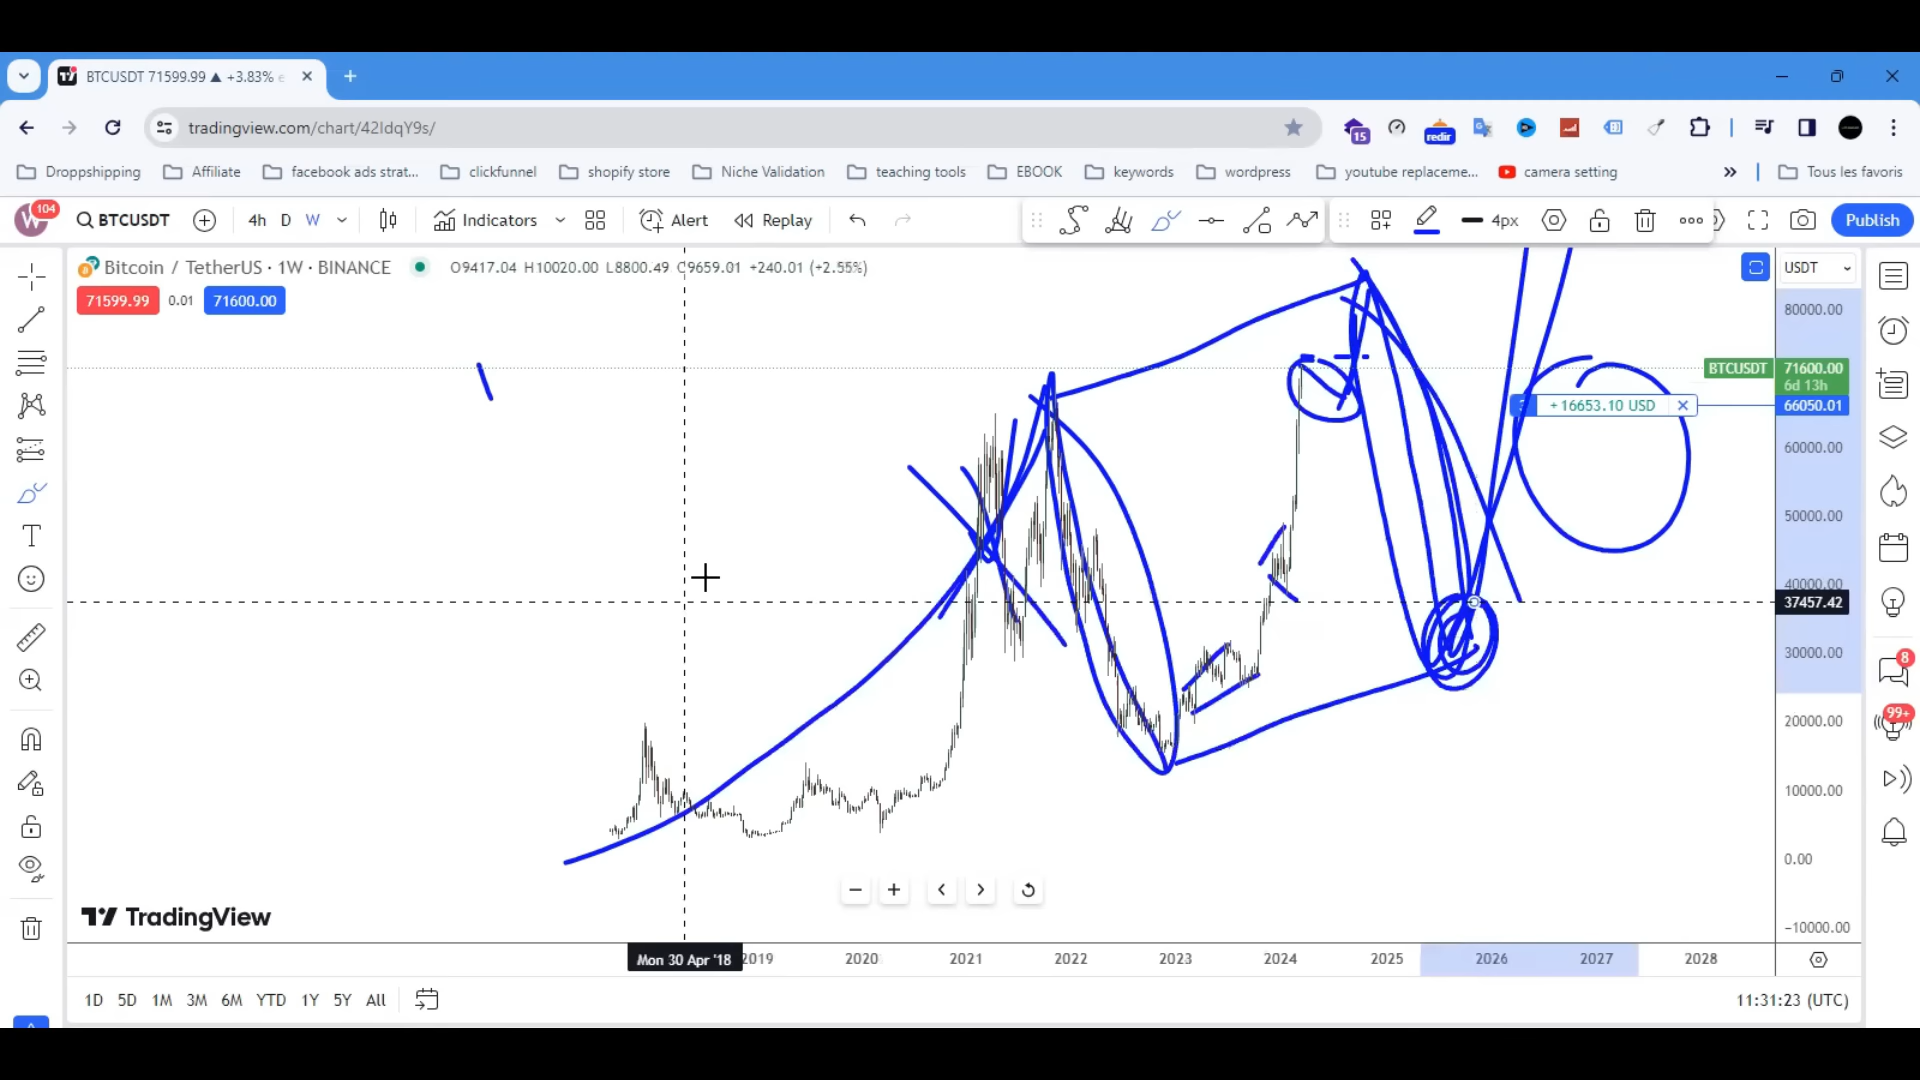 BTCUSDT 71599.99 ▲ +3.83%
tradingview.com/chart/42IdqY9s/
15
redir
Droppshipping
Affiliate
facebook ads strat...
clickfunnel
shopify store
Niche Validation
teaching tools
EBOOK
keywords
wordpress
youtube replaceme...
camera setting
»
Tous les favoris
W
104
BTCUSDT
4h D W
Indicators
Alert
Replay
4px
Publish
Bitcoin / TetherUS · 1W · BINANCE
O9417.04 H10020.00 L8800.49 C9659.01 +240.01 (+2.55%)
USDT
71599.99 0.01 71600.00
80000.00
BTCUSDT 71600.00
6d 13h
+16653.10 USD
66050.01
60000.00
50000.00
40000.00
37457.42
30000.00
8
99+
20000.00
10000.00
0.00
−10000.00
TradingView
Mon 30 Apr '18 2019 2020 2021 2022 2023 2024 2025 2026 2027 2028
1D 5D 1M 3M 6M YTD 1Y 5Y All
11:31:23 (UTC)